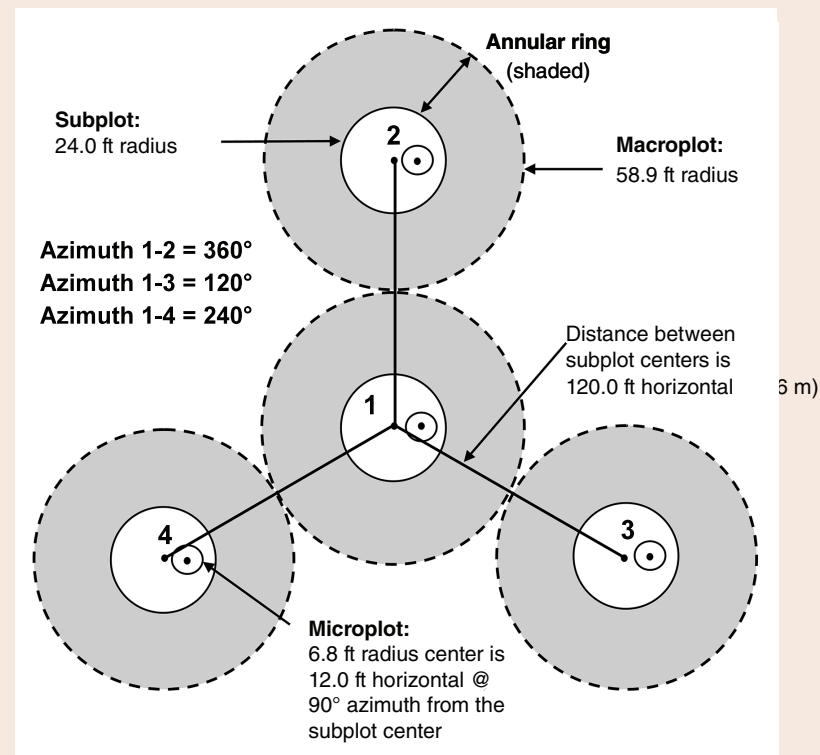 Annular ring
(shaded)
Subplot:
24.0 ft radius
2
Macroplot:
58.9 ft radius
Azimuth 1-2 = 360°
Azimuth 1-3 = 120°
Azimuth 1-4 = 240°
Distance between
subplot centers is
120.0 ft horizontal
6 m)
1
4
3
Microplot:
6.8 ft radius center is
12.0 ft horizontal @
90° azimuth from the
subplot center